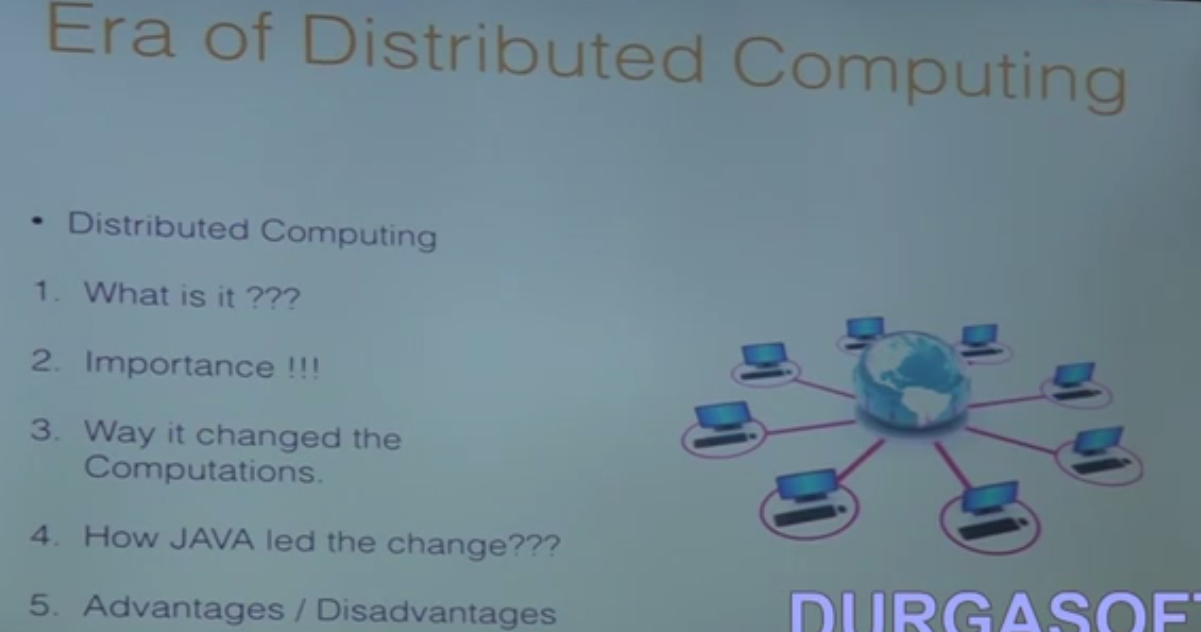 Era of Distributed Computing
• Distributed Computing
1. What is it ???
2. Importance !!!
3. Way it changed the
Computations.
4. How JAVA led the change???
5. Advantages / Disadvantages
DURGASOFT